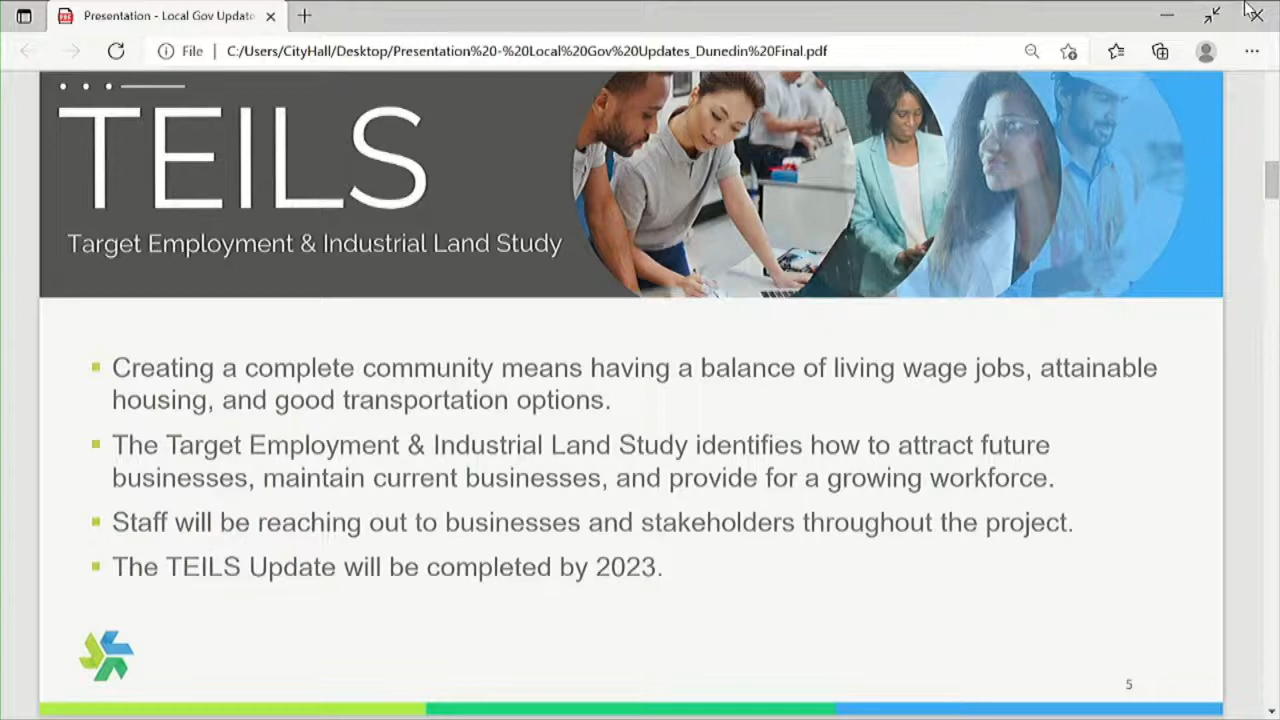 Presentation - Local Gov Update
File
C:/Users/CityHall/Desktop/Presentation%20-%20Local%20Gov%20Updates_Dunedin%20Final.pdf
TEILS
Target Employment & Industrial Land Study
Creating a complete community means having a balance of living wage jobs, attainable
housing, and good transportation options.
The Target Employment & Industrial Land Study identifies how to attract future
businesses, maintain current businesses, and provide for a growing workforce.
Staff will be reaching out to businesses and stakeholders throughout the project.
The TEILS Update will be completed by 2023.
5